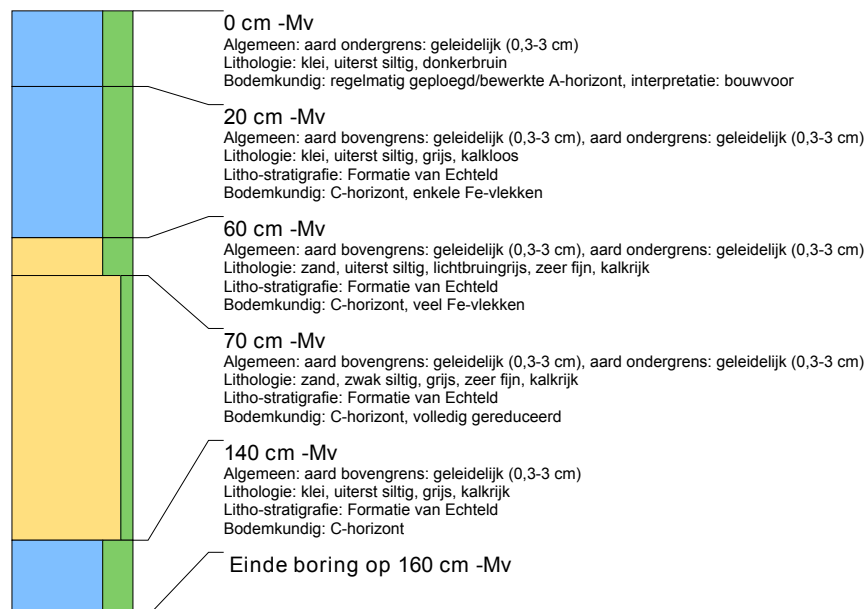 0 cm -Mv
Algemeen: aard ondergrens: geleidelijk (0,3-3 cm)
Lithologie: klei, uiterst siltig, donkerbruin
Bodemkundig: regelmatig geploegd/bewerkte A-horizont, interpretatie: bouwvoor
20 cm -Mv
Algemeen: aard bovengrens: geleidelijk (0,3-3 cm), aard ondergrens: geleidelijk (0,3-3 cm)
Lithologie: klei, uiterst siltig, grijs, kalkloos
Litho-stratigrafie: Formatie van Echteld
Bodemkundig: C-horizont, enkele Fe-vlekken
60 cm -Mv
Algemeen: aard bovengrens: geleidelijk (0,3-3 cm), aard ondergrens: geleidelijk (0,3-3 cm)
Lithologie: zand, uiterst siltig, lichtbruingrijs, zeer fijn, kalkrijk
Litho-stratigrafie: Formatie van Echteld
Bodemkundig: C-horizont, veel Fe-vlekken
70 cm -Mv
Algemeen: aard bovengrens: geleidelijk (0,3-3 cm), aard ondergrens: geleidelijk (0,3-3 cm)
Lithologie: zand, zwak siltig, grijs, zeer fijn, kalkrijk
Litho-stratigrafie: Formatie van Echteld
Bodemkundig: C-horizont, volledig gereduceerd
140 cm -Mv
Algemeen: aard bovengrens: geleidelijk (0,3-3 cm)
Lithologie: klei, uiterst siltig, grijs, kalkrijk
Litho-stratigrafie: Formatie van Echteld
Bodemkundig: C-horizont
Einde boring op 160 cm -Mv